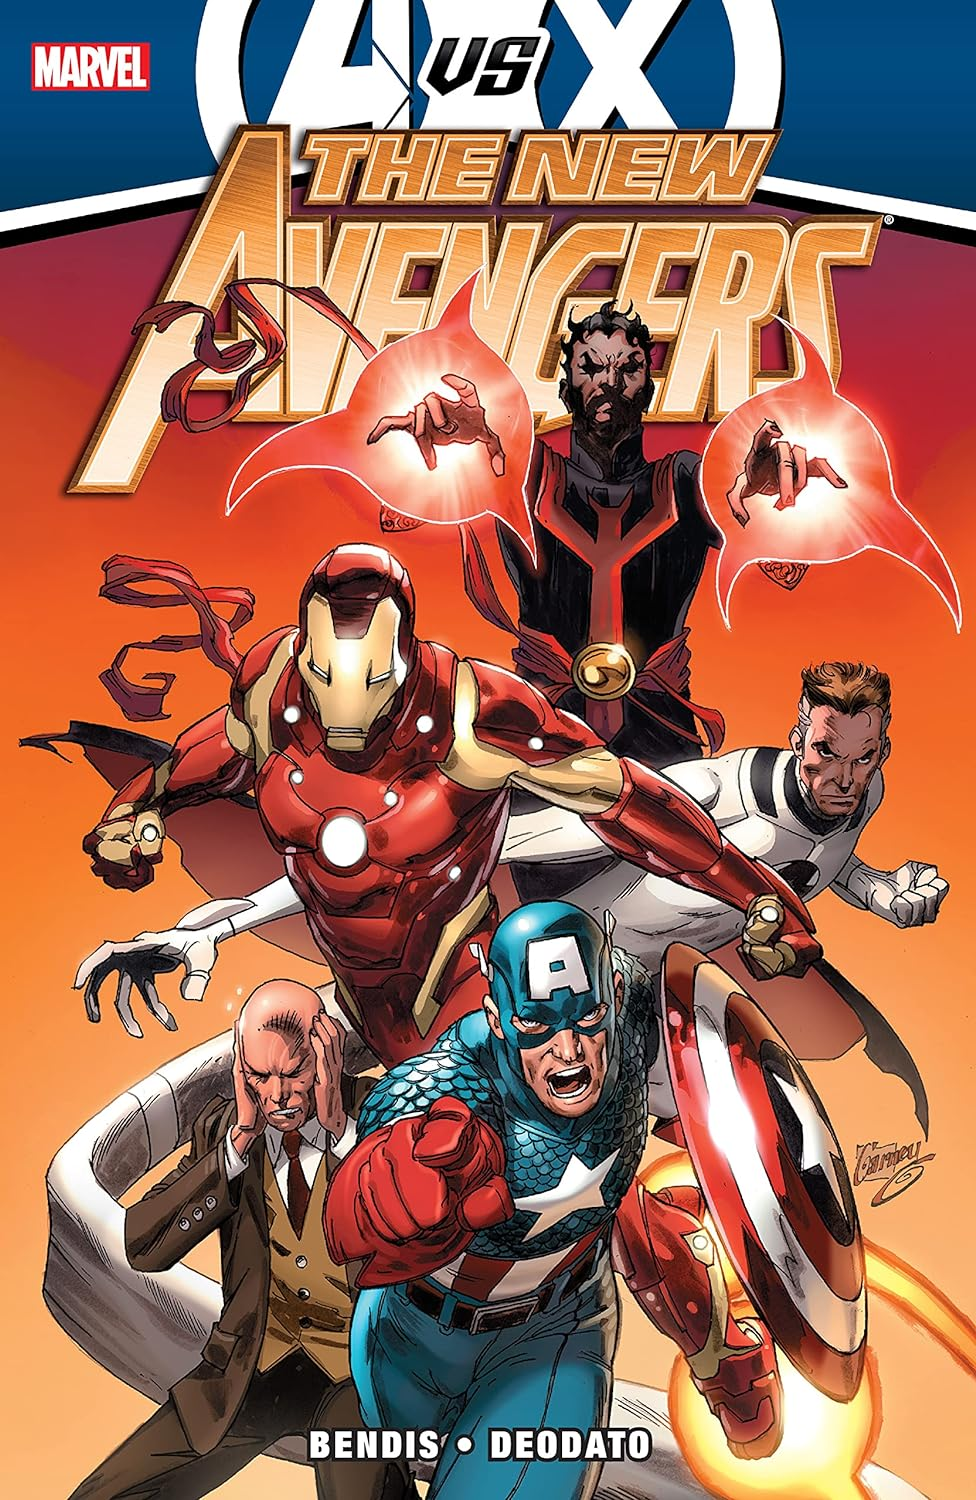 MARVEL
A VS X
THE NEW
AVENGERS®
A
BENDIS • DEODATO